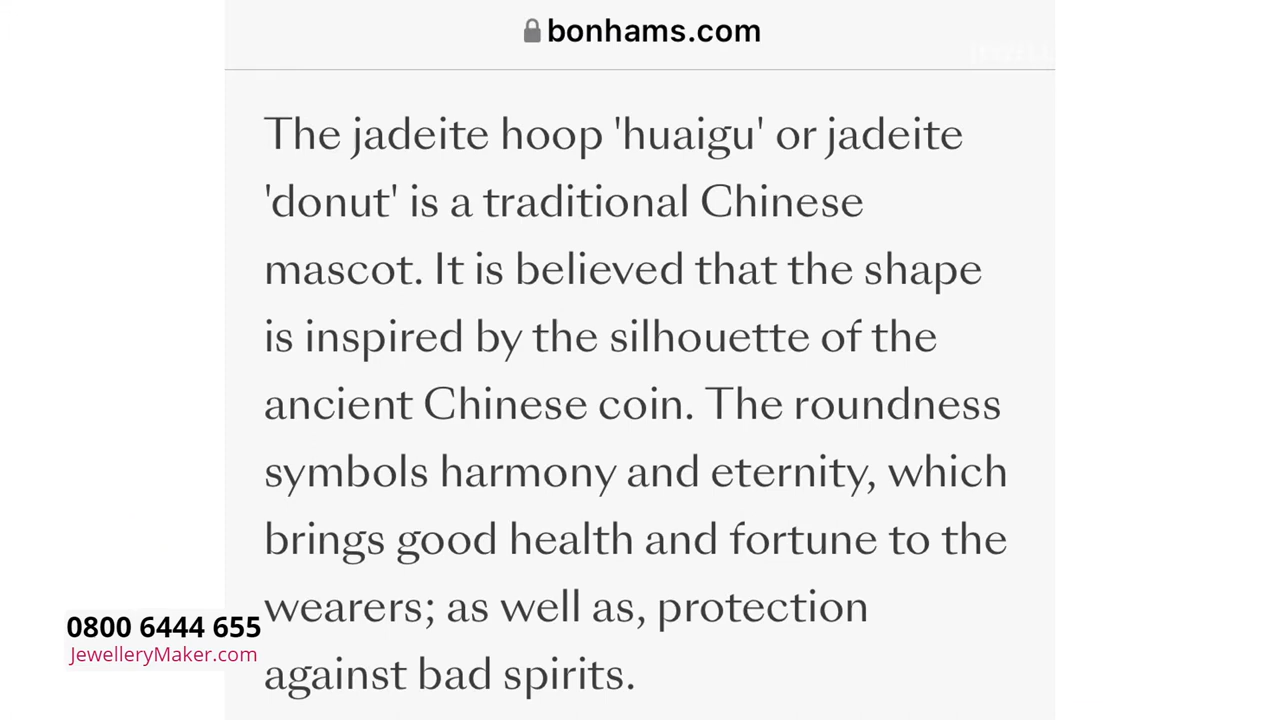 bonhams.com
The jadeite hoop 'huaigu' or jadeite
'donut' is a traditional Chinese
mascot. It is believed that the shape
is inspired by the silhouette of the
ancient Chinese coin. The roundness
symbols harmony and eternity, which
brings good health and fortune to the
wearers; as well as, protection
against bad spirits.
0800 6444 655
JewelleryMaker.com